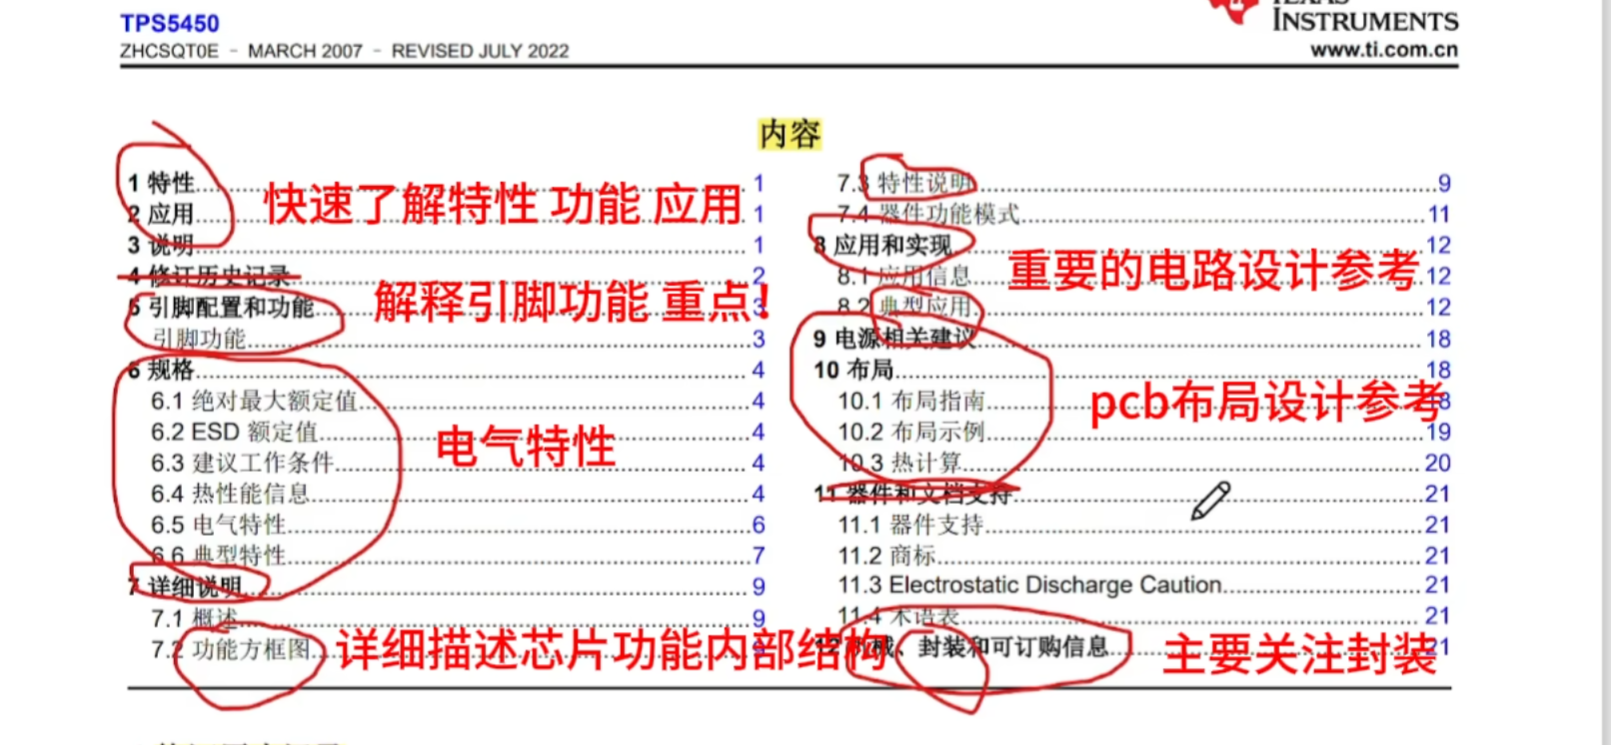 TPS5450
ZHCSQT0E - MARCH 2007 - REVISED JULY 2022
INSTRUMENTS
www.ti.com.cn
内容
1 特性 1
2 应用 1
快速了解特性 功能 应用
3 说明 1
4 修订历史记录 2
5 引脚配置和功能 3
解释引脚功能 重点!
引脚功能 3
6 规格 4
6.1 绝对最大额定值 4
6.2 ESD 额定值 4
电气特性
6.3 建议工作条件 4
6.4 热性能信息 4
6.5 电气特性 6
6.6 典型特性 7
7 详细说明 9
7.1 概述 9
7.2 功能方框图
详细描述芯片功能内部结构
7.3 特性说明 9
7.4 器件功能模式 11
8 应用和实现 12
8.1 应用信息 12
重要的电路设计参考
8.2 典型应用 12
9 电源相关建议 18
10 布局 18
10.1 布局指南 18
pcb布局设计参考
10.2 布局示例 19
10.3 热计算 20
11 器件和文档支持 21
11.1 器件支持 21
11.2 商标 21
11.3 Electrostatic Discharge Caution 21
11.4 术语表 21
12 机械、封装和可订购信息 21
主要关注封装